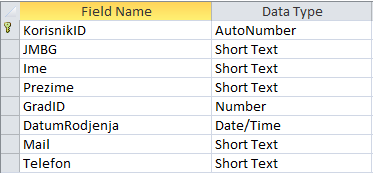 Field Name Data Type
KorisnikID AutoNumber
JMBG Short Text
Ime Short Text
Prezime Short Text
GradID Number
DatumRodjenja Date/Time
Mail Short Text
Telefon Short Text